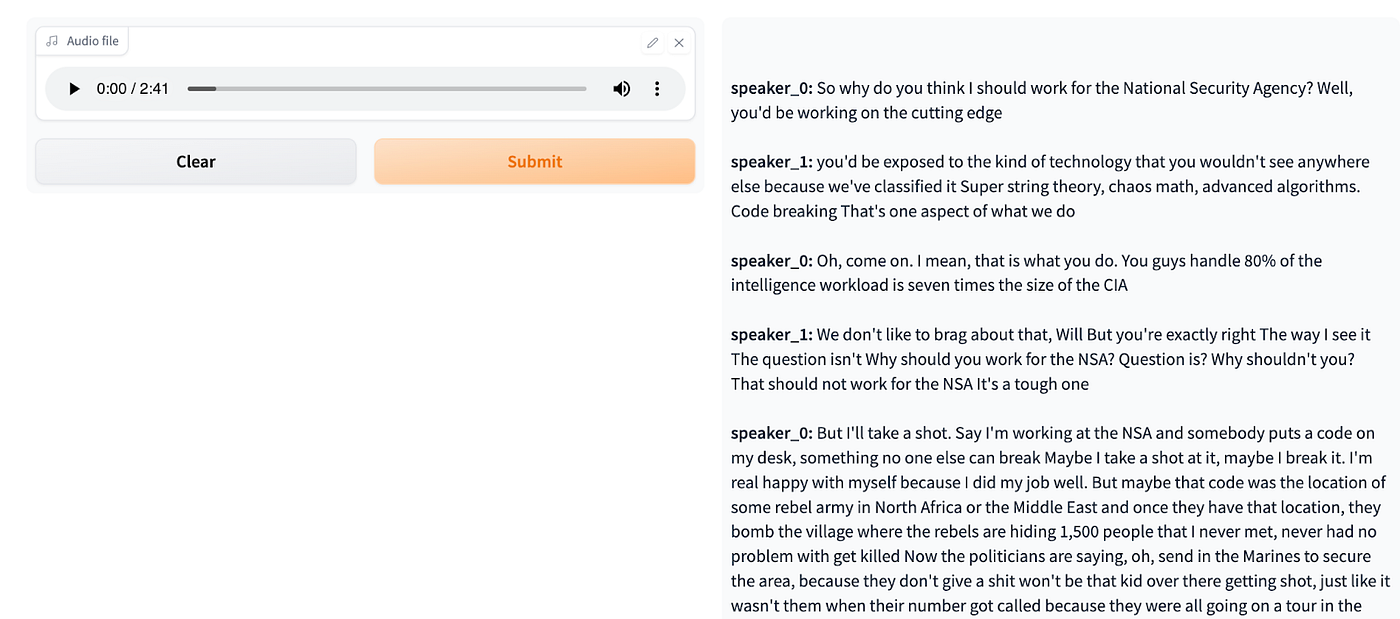 Audio file
0:00 / 2:41
Clear
Submit
speaker_0: So why do you think I should work for the National Security Agency? Well,
you'd be working on the cutting edge
speaker_1: you'd be exposed to the kind of technology that you wouldn't see anywhere
else because we've classified it Super string theory, chaos math, advanced algorithms.
Code breaking That's one aspect of what we do
speaker_0: Oh, come on. I mean, that is what you do. You guys handle 80% of the
intelligence workload is seven times the size of the CIA
speaker_1: We don't like to brag about that, Will But you're exactly right The way I see it
The question isn't Why should you work for the NSA? Question is? Why shouldn't you?
That should not work for the NSA It's a tough one
speaker_0: But I'll take a shot. Say I'm working at the NSA and somebody puts a code on
my desk, something no one else can break Maybe I take a shot at it, maybe I break it. I'm
real happy with myself because I did my job well. But maybe that code was the location of
some rebel army in North Africa or the Middle East and once they have that location, they
bomb the village where the rebels are hiding 1,500 people that I never met, never had no
problem with get killed Now the politicians are saying, oh, send in the Marines to secure
the area, because they don't give a shit won't be that kid over there getting shot, just like it
wasn't them when their number got called because they were all going on a tour in the